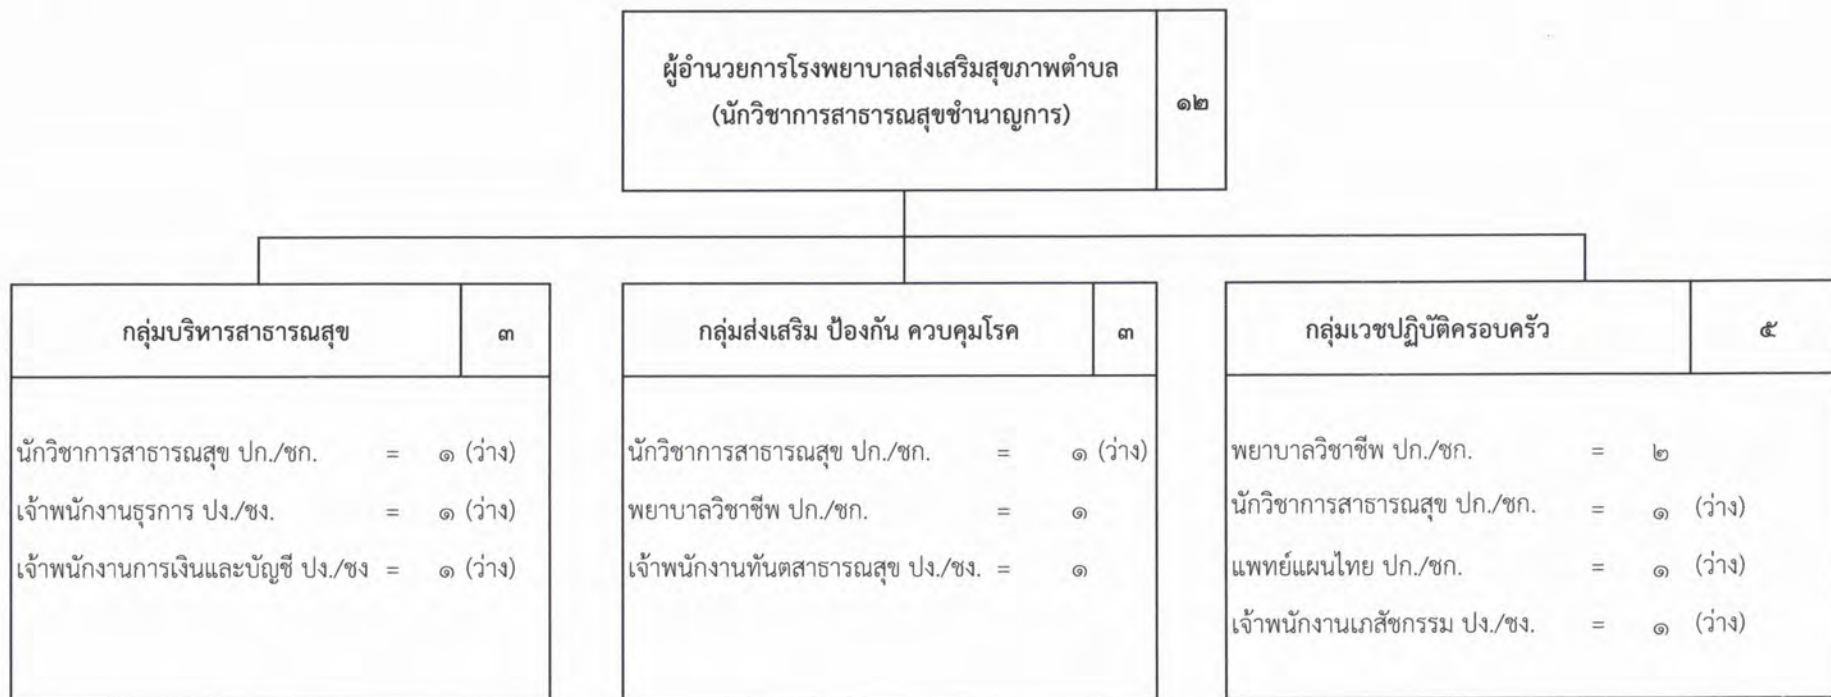 ผู้อำนวยการโรงพยาบาลส่งเสริมสุขภาพตำบล
(นักวิชาการสาธารณสุขชำนาญการ)
๑๒
กลุ่มบริหารสาธารณสุข ๓
นักวิชาการสาธารณสุข ปก./ชก. = ๑ (ว่าง)
เจ้าพนักงานธุรการ ปง./ชง. = ๑ (ว่าง)
เจ้าพนักงานการเงินและบัญชี ปง./ชง = ๑ (ว่าง)
กลุ่มส่งเสริม ป้องกัน ควบคุมโรค ๓
นักวิชาการสาธารณสุข ปก./ชก. = ๑ (ว่าง)
พยาบาลวิชาชีพ ปก./ชก. = ๑
เจ้าพนักงานทันตสาธารณสุข ปง./ชง. = ๑
กลุ่มเวชปฏิบัติครอบครัว ๕
พยาบาลวิชาชีพ ปก./ชก. = ๒
นักวิชาการสาธารณสุข ปก./ชก. = ๑ (ว่าง)
แพทย์แผนไทย ปก./ชก. = ๑ (ว่าง)
เจ้าพนักงานเภสัชกรรม ปง./ชง. = ๑ (ว่าง)